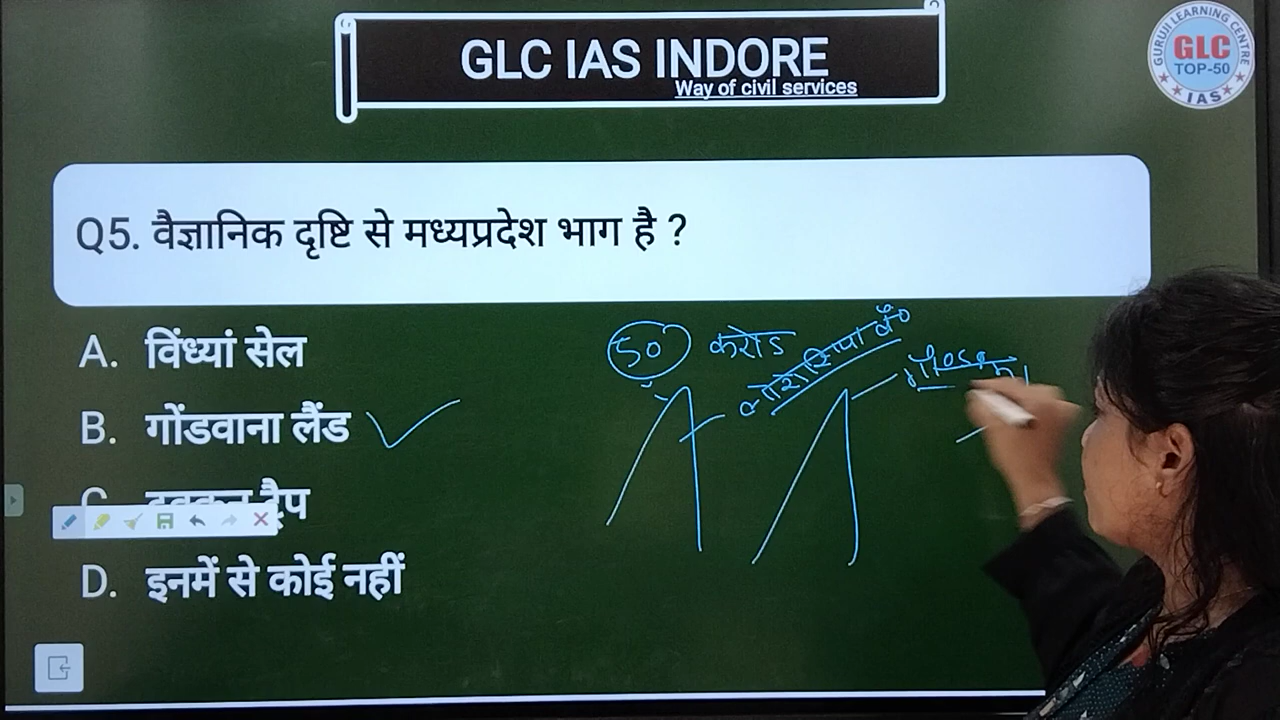 GLC IAS INDORE
Way of civil services
GURUJI LEARNING CENTRE
GLC
TOP-50
IAS
Q5. वैज्ञानिक दृष्टि से मध्यप्रदेश भाग है ?
A. विंध्यां सेल
B. गोंडवाना लैंड
C. ट्रैप
D. इनमें से कोई नहीं
50 करोड